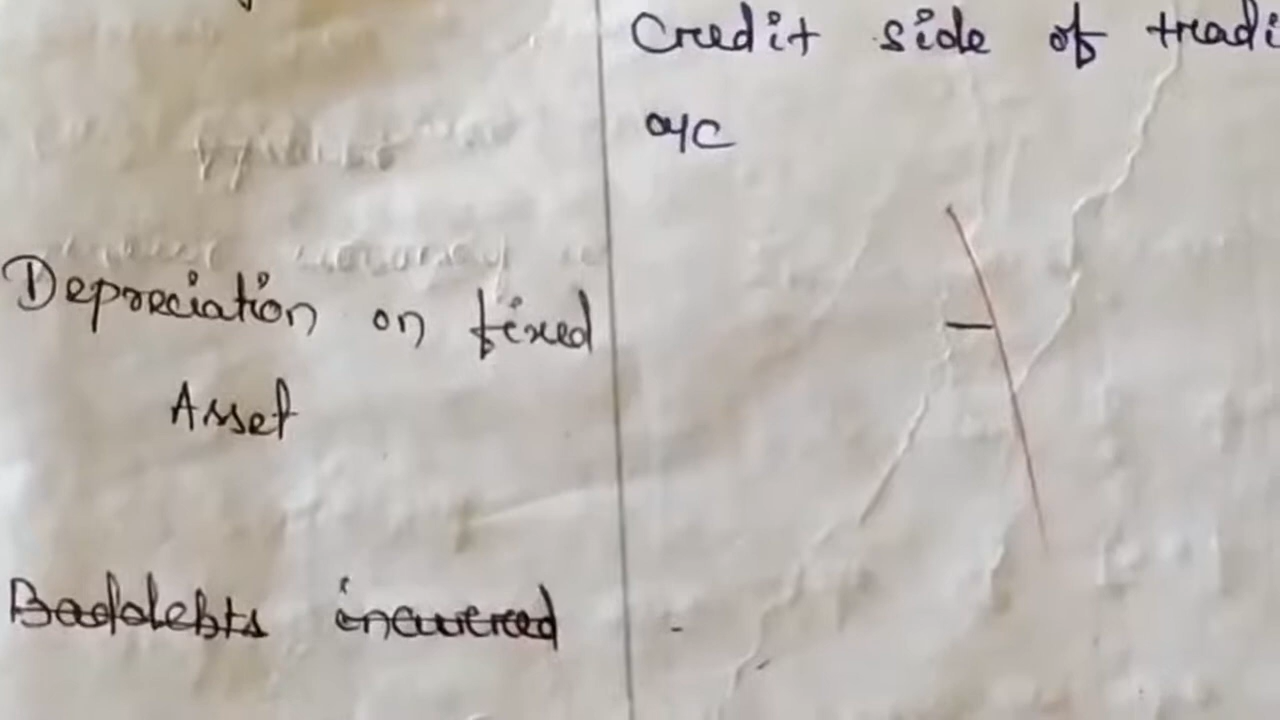 Credit side of tradi
a/c
Depreciation on fixed
Asset
Baddebts incurred